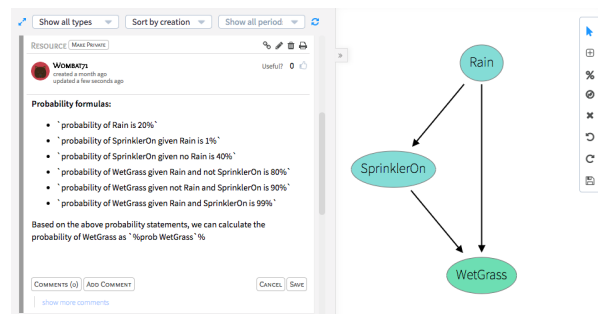 Show all types
Sort by creation
Show all period
Resource Make Private
Wombat71
created a month ago
updated a few seconds ago
Useful? 0
Probability formulas:
• `probability of Rain is 20%`
• `probability of SprinklerOn given Rain is 1%`
• `probability of SprinklerOn given no Rain is 40%`
• `probability of WetGrass given Rain and not SprinklerOn is 80%`
• `probability of WetGrass given not Rain and SprinklerOn is 90%`
• `probability of WetGrass given Rain and SprinklerOn is 99%`
Based on the above probability statements, we can calculate the
probability of WetGrass as `%prob WetGrass`%
Comments (0) Add Comment
Cancel Save
show more comments
»
Rain
SprinklerOn
WetGrass